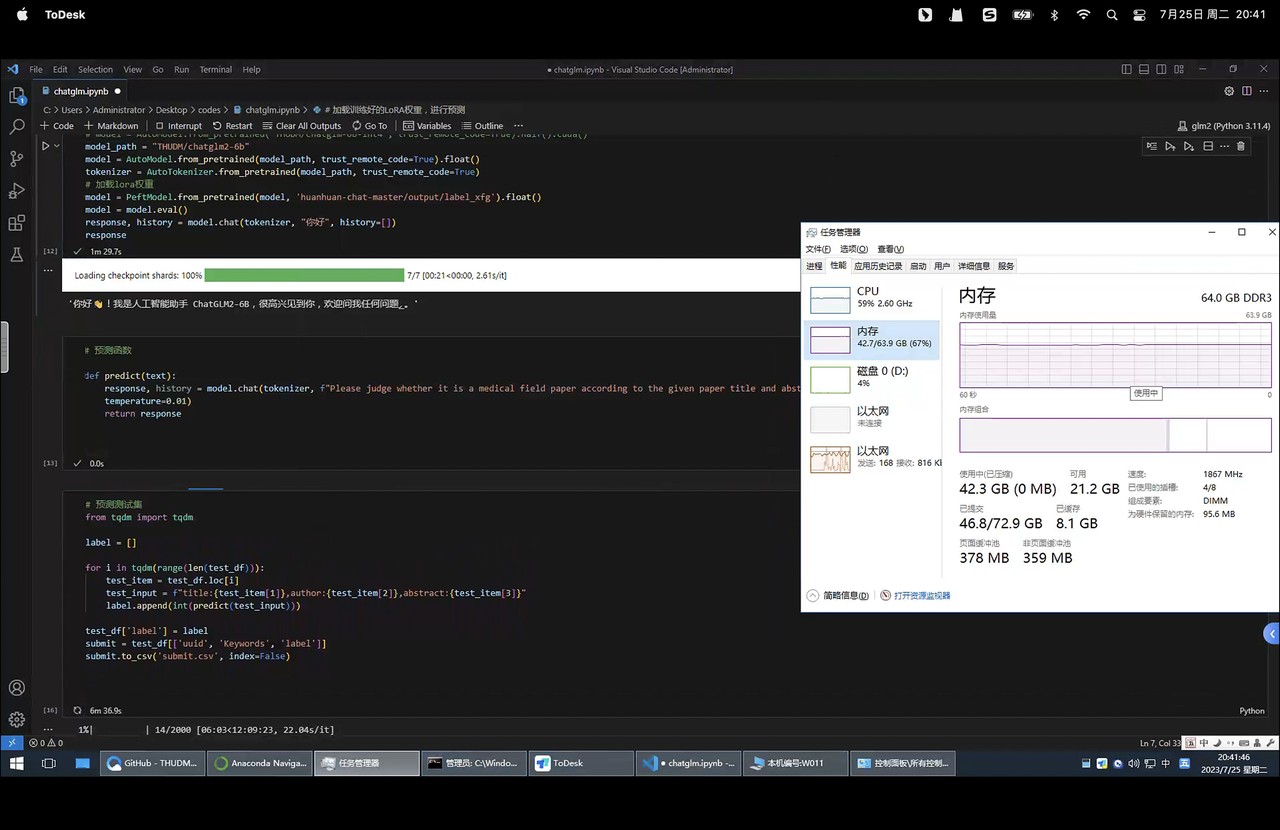 ToDesk
7月25日 周二 20:41
File Edit Selection View Go Run Terminal Help
● chatglm.ipynb - Visual Studio Code [Administrator]
chatglm.ipynb ●
C: > Users > Administrator > Desktop > codes > chatglm.ipynb > # 加载训练好的LoRA权重，进行预测
+ Code + Markdown Interrupt Restart Clear All Outputs Go To Variables Outline ···
glm2 (Python 3.11.4)
# model = AutoModel.from_pretrained("THUDM/chatglm-6b-int4", trust_remote_code=True).half().cuda()
model_path = "THUDM/chatglm2-6b"
model = AutoModel.from_pretrained(model_path, trust_remote_code=True).float()
tokenizer = AutoTokenizer.from_pretrained(model_path, trust_remote_code=True)
# 加载lora权重
model = PeftModel.from_pretrained(model, 'huanhuan-chat-master/output/label_xfg').float()
model = model.eval()
response, history = model.chat(tokenizer, "你好", history=[])
response
[12] 1m 29.7s
Loading checkpoint shards: 100% 7/7 [00:21<00:00, 2.61s/it]
'你好👋！我是人工智能助手 ChatGLM2-6B，很高兴见到你，欢迎问我任何问题。'
# 预测函数
def predict(text):
response, history = model.chat(tokenizer, f"Please judge whether it is a medical field paper according to the given paper title and abst
temperature=0.01)
return response
[13] 0.0s
# 预测测试集
from tqdm import tqdm
label = []
for i in tqdm(range(len(test_df))):
test_item = test_df.loc[i]
test_input = f"title:{test_item[1]},author:{test_item[2]},abstract:{test_item[3]}"
label.append(int(predict(test_input)))
test_df['label'] = label
submit = test_df[['uuid', 'Keywords', 'label']]
submit.to_csv('submit.csv', index=False)
[16] 6m 36.9s
Python
1%| | 14/2000 [06:03<12:09:23, 22.04s/it]
0 0
Ln 7, Col 33
任务管理器
文件(F) 选项(O) 查看(V)
进程 性能 应用历史记录 启动 用户 详细信息 服务
CPU
59% 2.60 GHz
内存
42.7/63.9 GB (67%)
磁盘 0 (D:)
4%
以太网
未连接
以太网
发送: 168 接收: 816 Kl
内存
64.0 GB DDR3
内存使用量
63.9 GB
60 秒
使用中
0
内存组合
使用中(已压缩)
42.3 GB (0 MB)
可用
21.2 GB
已提交
46.8/72.9 GB
已缓存
8.1 GB
页面缓冲池
378 MB
非页面缓冲池
359 MB
速度: 1867 MHz
已使用的插槽: 4/8
组成要素: DIMM
为硬件保留的内存: 95.6 MB
简略信息(D)
打开资源监视器
GitHub - THUDM...
Anaconda Naviga...
任务管理器
管理员: C:\Windo...
ToDesk
● chatglm.ipynb -...
本机编号:W011
控制面板\所有控制...
中
20:41:46
2023/7/25 星期二